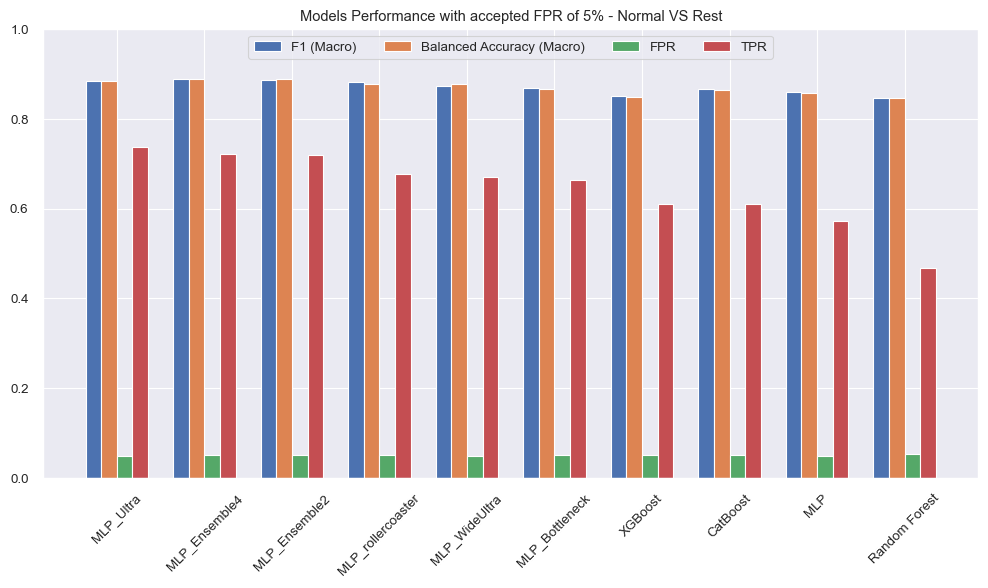 Models Performance with accepted FPR of 5% - Normal VS Rest
F1 (Macro) Balanced Accuracy (Macro) FPR TPR
1.0
0.8
0.6
0.4
0.2
0.0
MLP_Ultra MLP_Ensemble4 MLP_Ensemble2 MLP_rollercoaster MLP_WideUltra MLP_Bottleneck XGBoost CatBoost MLP Random Forest